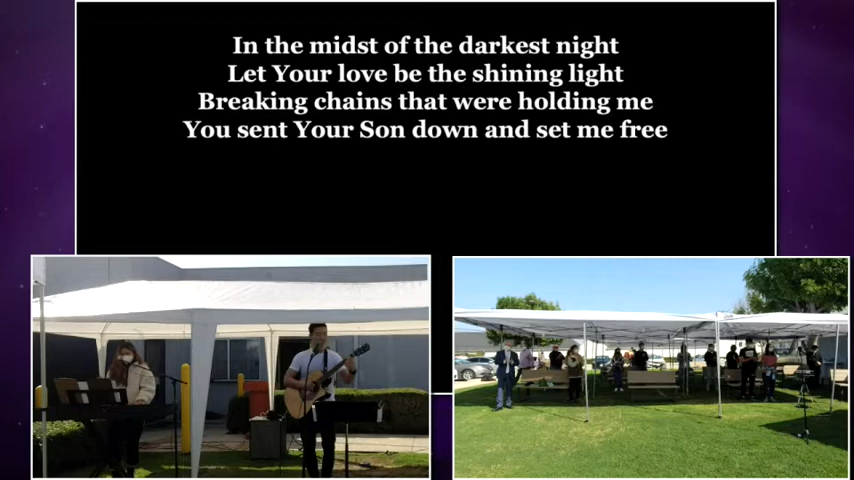 In the midst of the darkest night
Let Your love be the shining light
Breaking chains that were holding me
You sent Your Son down and set me free